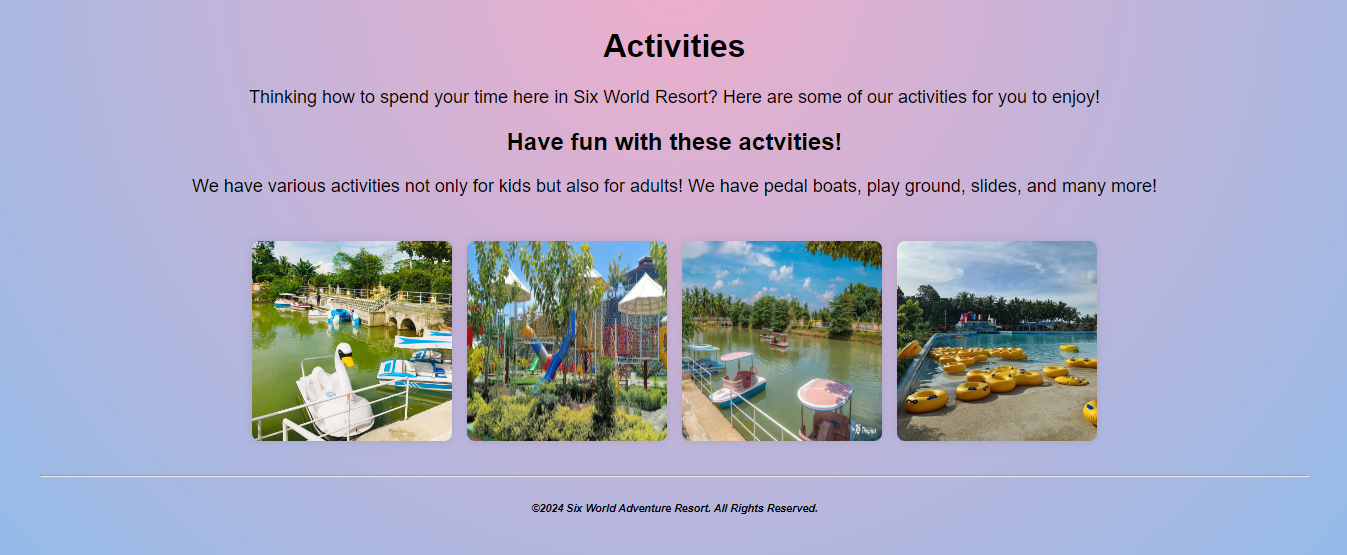 Activities
Thinking how to spend your time here in Six World Resort? Here are some of our activities for you to enjoy!
Have fun with these actvities!
We have various activities not only for kids but also for adults! We have pedal boats, play ground, slides, and many more!
©2024 Six World Adventure Resort. All Rights Reserved.